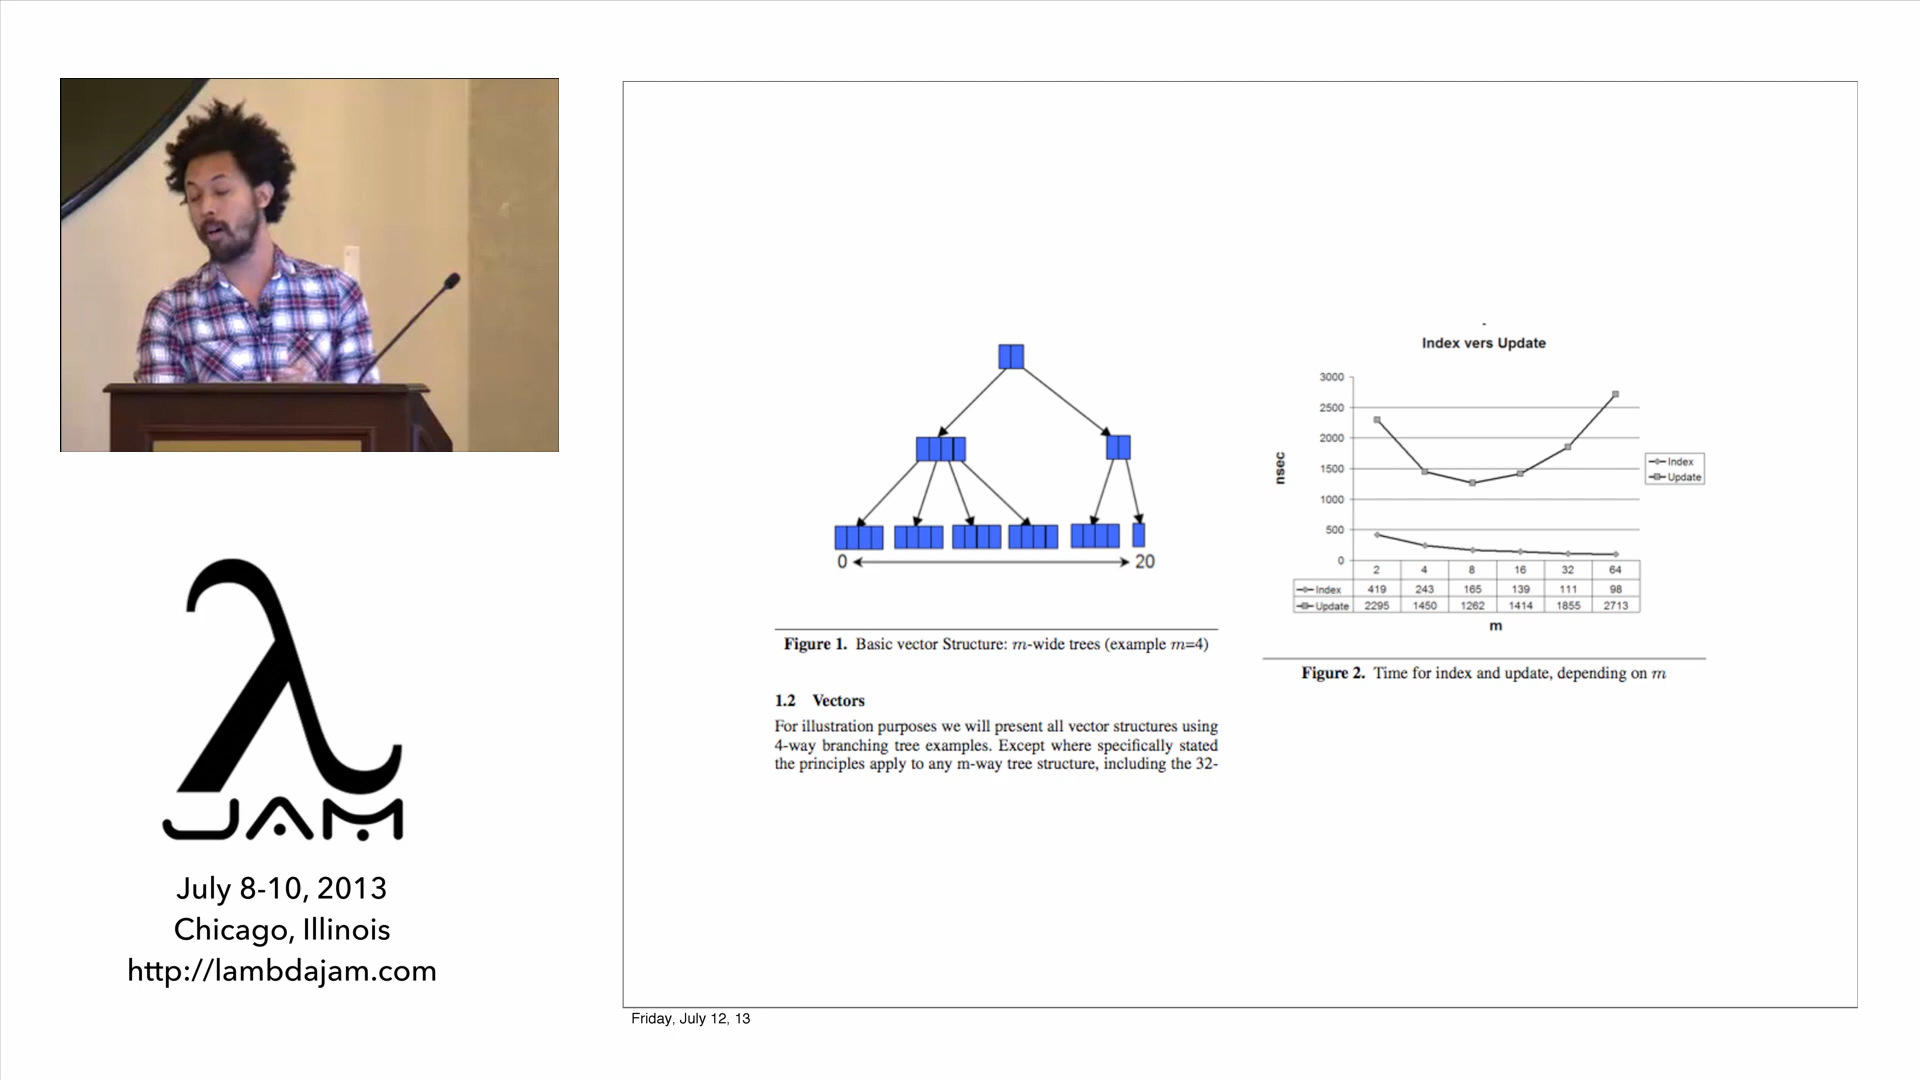 JAM
July 8-10, 2013
Chicago, Illinois
http://lambdajam.com
0
20
Figure 1. Basic vector Structure: m-wide trees (example m=4)
1.2 Vectors
For illustration purposes we will present all vector structures using
4-way branching tree examples. Except where specifically stated
the principles apply to any m-way tree structure, including the 32-
Index vers Update
nsec
3000
2500
2000
1500
1000
500
0
Index
Update
2 4 8 16 32 64
Index 419 243 165 139 111 98
Update 2295 1450 1262 1414 1855 2713
m
Figure 2. Time for index and update, depending on m
Friday, July 12, 13